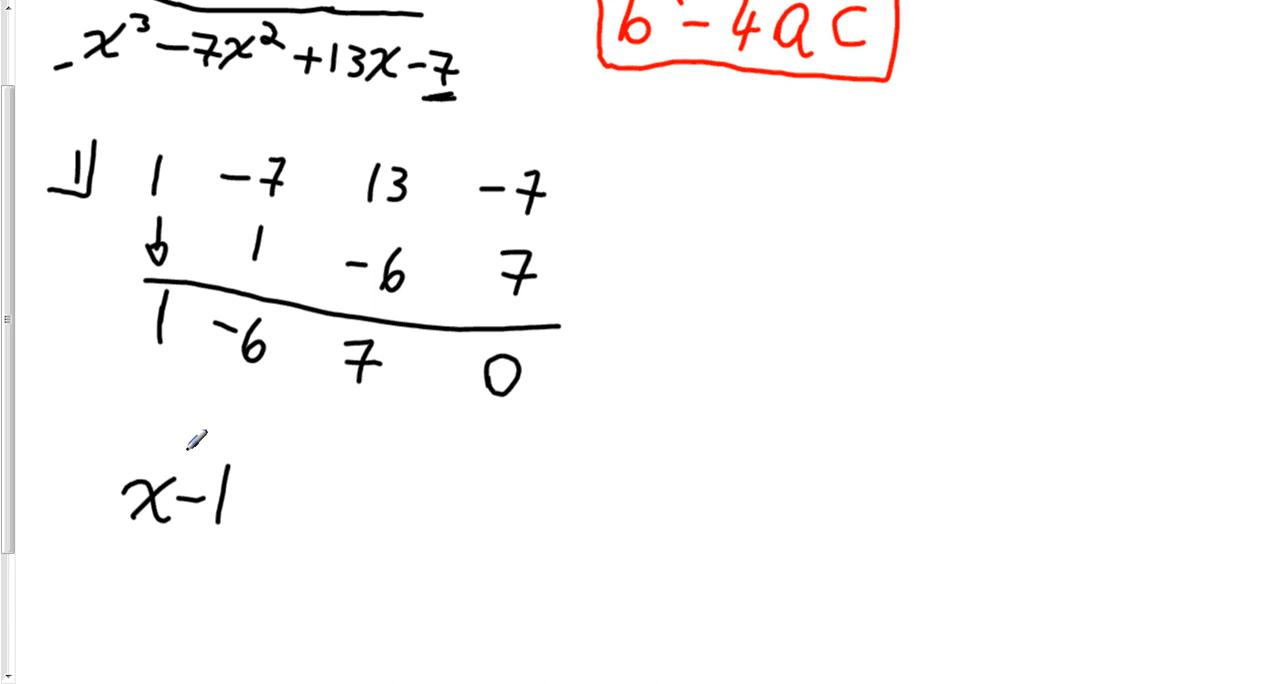 - x³ - 7x² + 13x - 7
b² - 4ac
1 1 -7 13 -7
1 -6 7
1 -6 7 0
x - 1